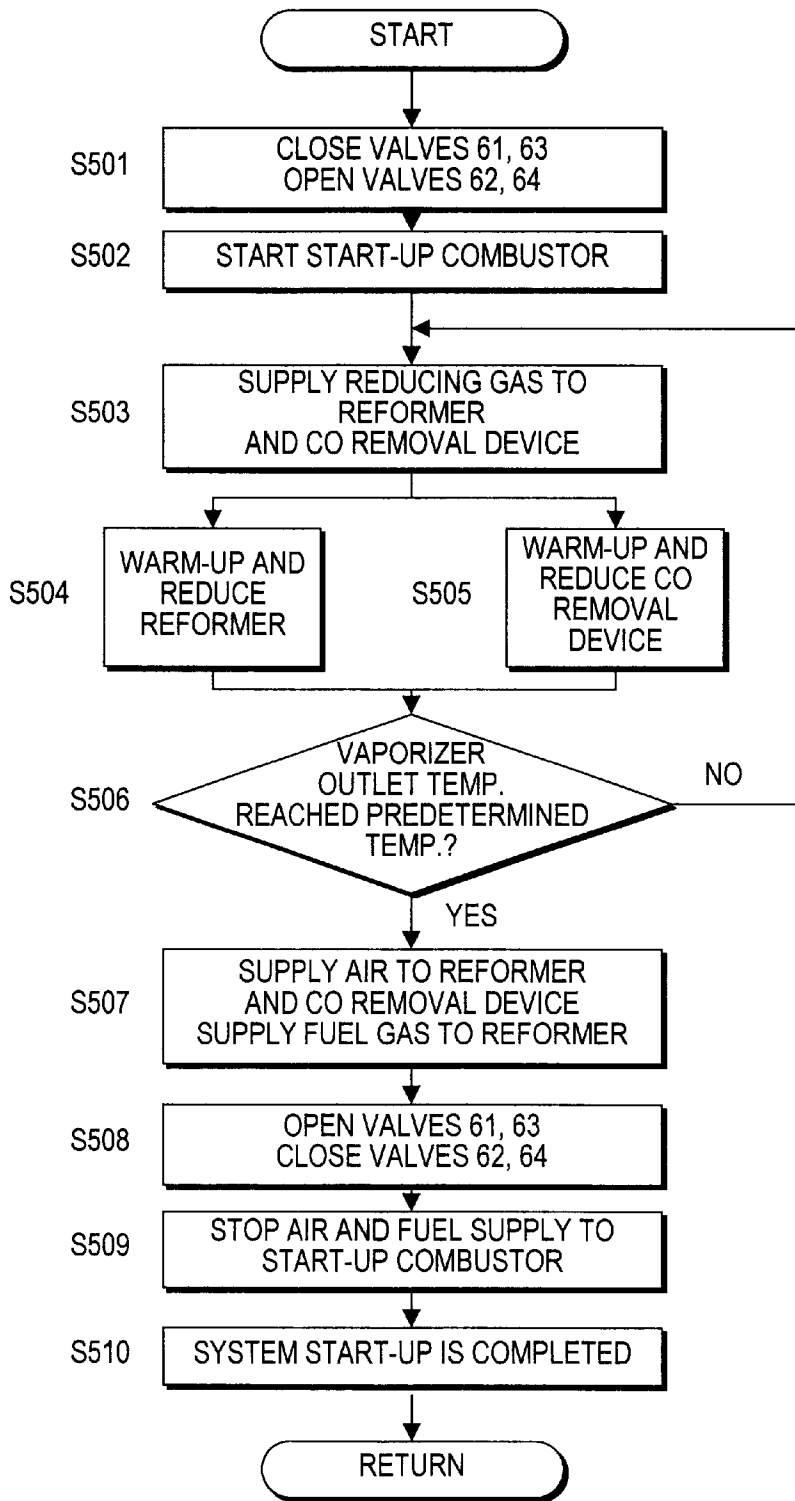 START
S501
CLOSE VALVES 61, 63
OPEN VALVES 62, 64
S502
START START-UP COMBUSTOR
S503
SUPPLY REDUCING GAS TO
REFORMER
AND CO REMOVAL DEVICE
S504
WARM-UP AND
REDUCE
REFORMER
S505
WARM-UP AND
REDUCE CO
REMOVAL
DEVICE
S506
VAPORIZER
OUTLET TEMP.
REACHED PREDETERMINED
TEMP.?
NO
YES
S507
SUPPLY AIR TO REFORMER
AND CO REMOVAL DEVICE
SUPPLY FUEL GAS TO REFORMER
S508
OPEN VALVES 61, 63
CLOSE VALVES 62, 64
S509
STOP AIR AND FUEL SUPPLY TO
START-UP COMBUSTOR
S510
SYSTEM START-UP IS COMPLETED
RETURN